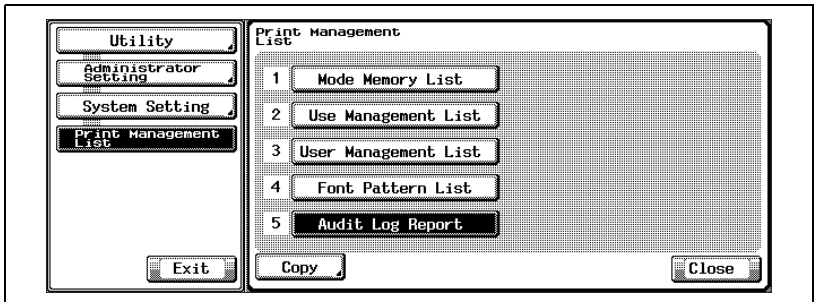 Utility
Administrator
Setting
System Setting
Print Management
List
Exit
Print Management
List
1 Mode Memory List
2 Use Management List
3 User Management List
4 Font Pattern List
5 Audit Log Report
Copy
Close